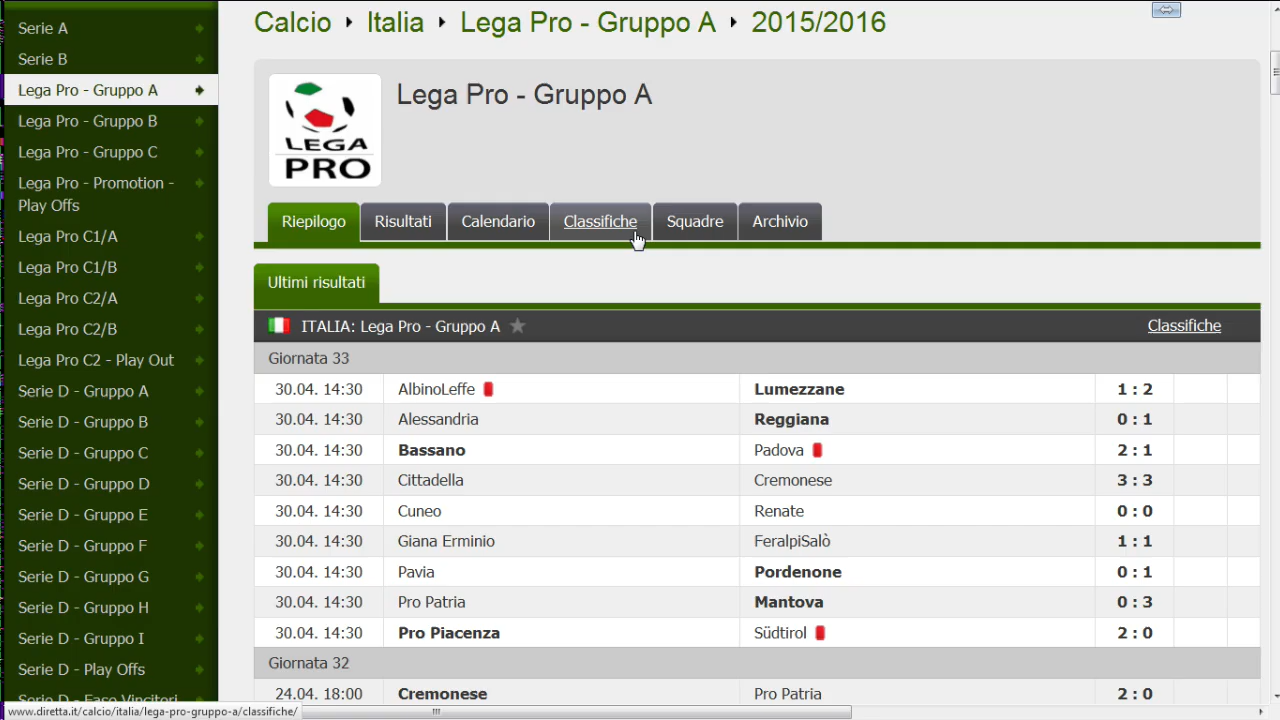 Calcio Italia Lega Pro - Gruppo A 2015/2016
Serie A
Serie B
Lega Pro - Gruppo A
Lega Pro - Gruppo B
Lega Pro - Gruppo C
Lega Pro - Promotion -
Play Offs
Lega Pro C1/A
Lega Pro C1/B
Lega Pro C2/A
Lega Pro C2/B
Lega Pro C2 - Play Out
Serie D - Gruppo A
Serie D - Gruppo B
Serie D - Gruppo C
Serie D - Gruppo D
Serie D - Gruppo E
Serie D - Gruppo F
Serie D - Gruppo G
Serie D - Gruppo H
Serie D - Gruppo I
Serie D - Play Offs
Serie D - Fase Vincitori
LEGA
PRO
Lega Pro - Gruppo A
Riepilogo Risultati Calendario Classifiche Squadre Archivio
Ultimi risultati
ITALIA: Lega Pro - Gruppo A Classifiche
Giornata 33
30.04. 14:30 AlbinoLeffe Lumezzane 1 : 2
30.04. 14:30 Alessandria Reggiana 0 : 1
30.04. 14:30 Bassano Padova 2 : 1
30.04. 14:30 Cittadella Cremonese 3 : 3
30.04. 14:30 Cuneo Renate 0 : 0
30.04. 14:30 Giana Erminio FeralpiSalò 1 : 1
30.04. 14:30 Pavia Pordenone 0 : 1
30.04. 14:30 Pro Patria Mantova 0 : 3
30.04. 14:30 Pro Piacenza Südtirol 2 : 0
Giornata 32
24.04. 18:00 Cremonese Pro Patria 2 : 0
www.diretta.it/calcio/italia/lega-pro-gruppo-a/classifiche/